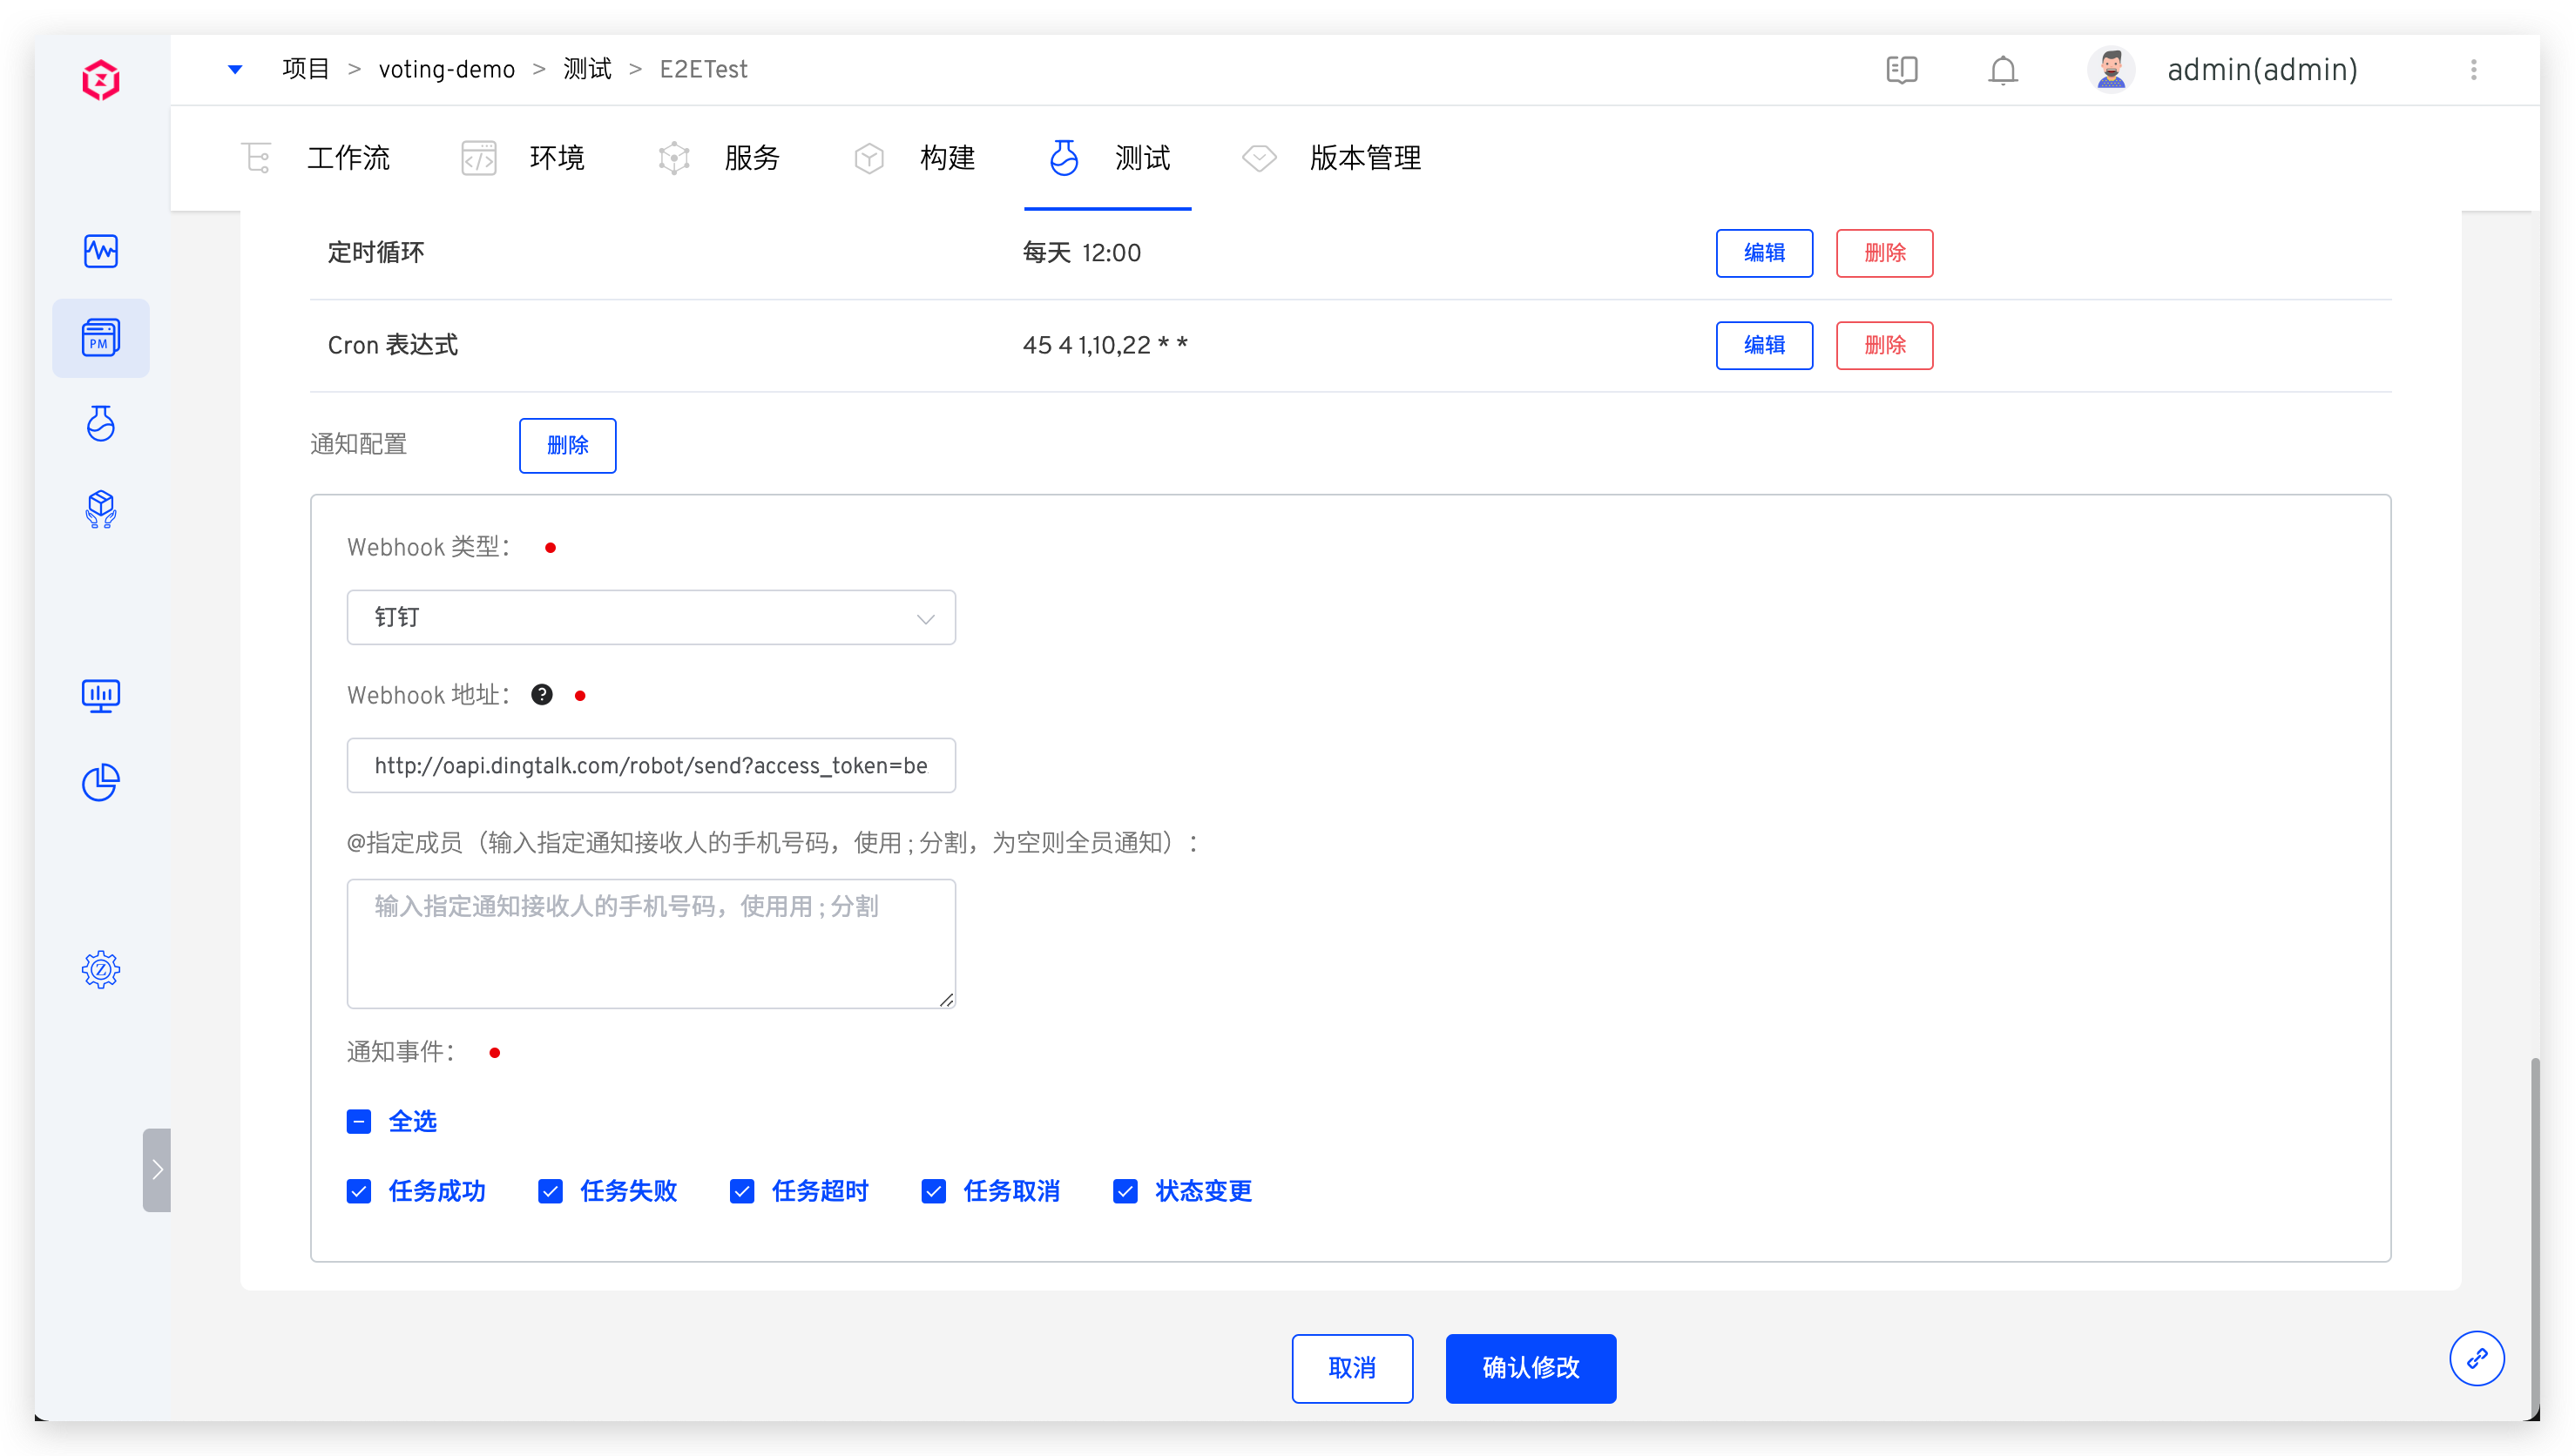 项目 > voting-demo > 测试 > E2ETest
admin(admin)
工作流 环境 服务 构建 测试 版本管理
定时循环 每天 12:00 编辑 删除
PM
Cron 表达式 45 4 1,10,22 * * 编辑 删除
通知配置 删除
Webhook 类型：
钉钉
Webhook 地址：
http://oapi.dingtalk.com/robot/send?access_token=be
@指定成员（输入指定通知接收人的手机号码，使用 ; 分割，为空则全员通知）：
输入指定通知接收人的手机号码，使用用 ; 分割
通知事件：
全选
任务成功 任务失败 任务超时 任务取消 状态变更
取消 确认修改